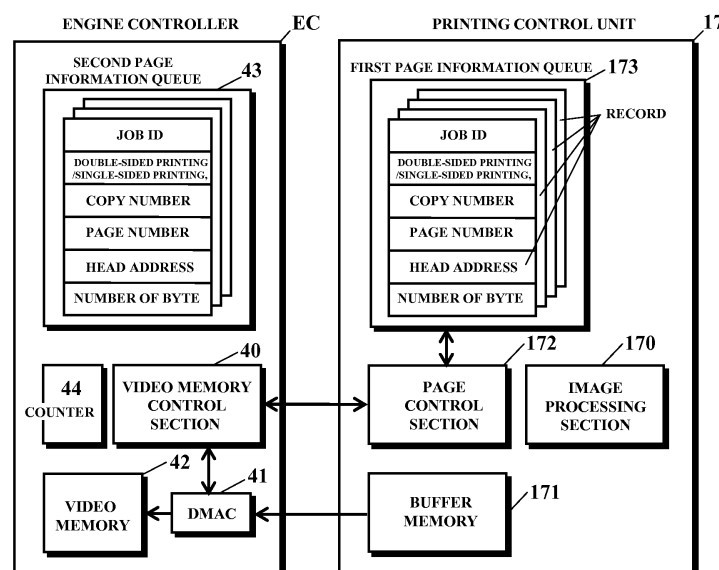 ENGINE CONTROLLER
EC
SECOND PAGE
INFORMATION QUEUE
43
JOB ID
DOUBLE-SIDED PRINTING
/SINGLE-SIDED PRINTING,
COPY NUMBER
PAGE NUMBER
HEAD ADDRESS
NUMBER OF BYTE
40
44
COUNTER
VIDEO MEMORY
CONTROL
SECTION
42
41
VIDEO
MEMORY
DMAC
PRINTING CONTROL UNIT
17
FIRST PAGE INFORMATION QUEUE
173
RECORD
JOB ID
DOUBLE-SIDED PRINTING
/SINGLE-SIDED PRINTING,
COPY NUMBER
PAGE NUMBER
HEAD ADDRESS
NUMBER OF BYTE
172
170
PAGE
CONTROL
SECTION
IMAGE
PROCESSING
SECTION
171
BUFFER
MEMORY